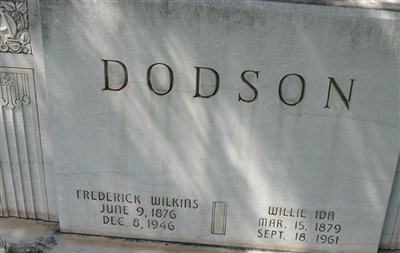 DODSON
FREDERICK WILKINS
JUNE 9, 1876
DEC. 8, 1946
WILLIE IDA
MAR. 15, 1879
SEPT. 18, 1961